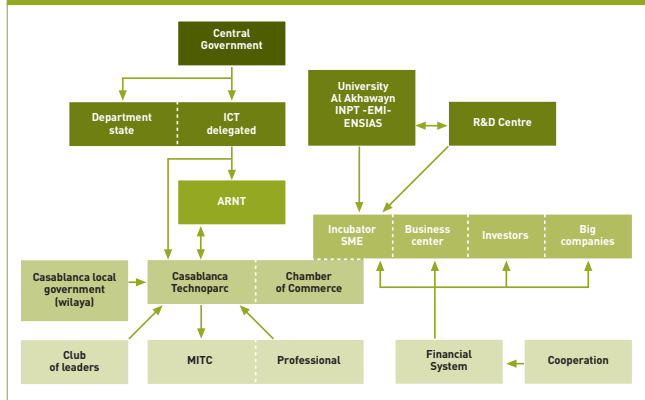 Central
Government
University
Al Akhawayn
INPT -EMI-
ENSIAS
Department
state
ICT
delegated
R&D Centre
ARNT
Incubator
SME
Business
center
Investors
Big
companies
Casablanca local
government
(wilaya)
Casablanca
Technoparc
Chamber
of Commerce
Club
of leaders
MITC
Professional
Financial
System
Cooperation